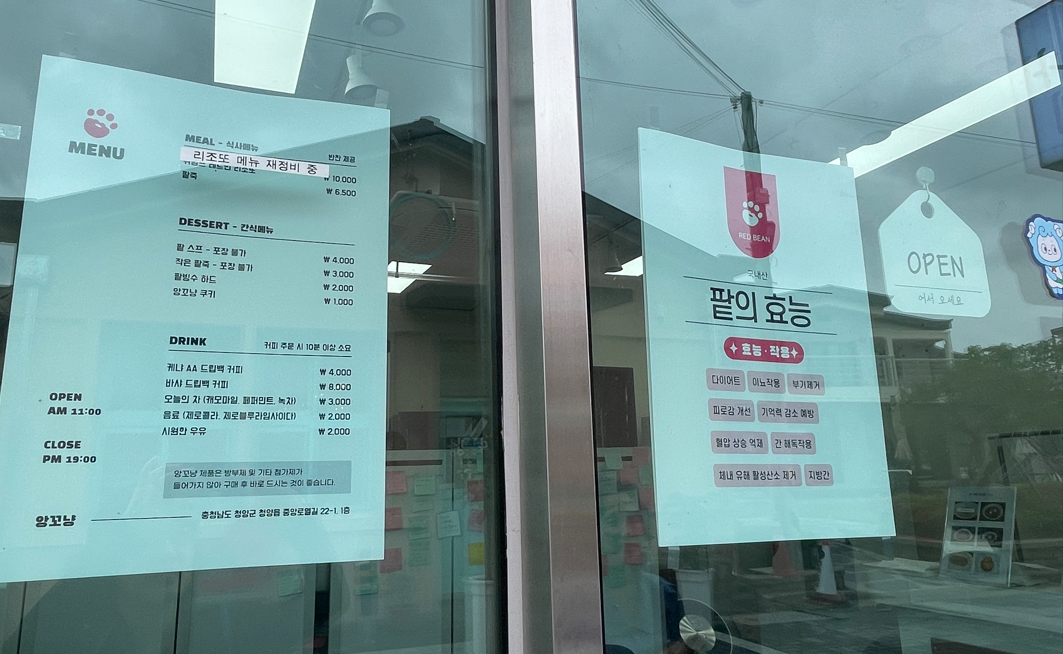 MENU
MEAL - 식사메뉴
반찬 제공
리조또 메뉴 재정비 중
₩ 10,000
팥죽 ₩ 6,500
DESSERT - 간식메뉴
팥 스프 - 포장 불가 ₩ 4,000
작은 팥죽 - 포장 불가 ₩ 3,000
팥빙수 하드 ₩ 2,000
앙꼬냥 쿠키 ₩ 1,000
DRINK 커피 주문 시 10분 이상 소요
케냐 AA 드립백 커피 ₩ 4,000
바샤 드립백 커피 ₩ 8,000
오늘의 차 (캐모마일, 페퍼민트, 녹차) ₩ 3,000
음료 (제로콜라, 제로블루라임사이다) ₩ 2,000
시원한 우유 ₩ 2,000
OPEN
AM 11:00
CLOSE
PM 19:00
앙꼬냥 제품은 방부제 및 기타 첨가제가
들어가지 않아 구매 후 바로 드시는 것이 좋습니다.
앙꼬냥 충청남도 청양군 청양읍 중앙로열길 22-1, 1층
RED BEAN
국내산
팥의 효능
효능·작용
다이어트 이뇨작용 부기제거
피로감 개선 기억력 감소 예방
혈압 상승 억제 간 해독작용
체내 유해 활성산소 제거 지방간
OPEN
어서 오세요